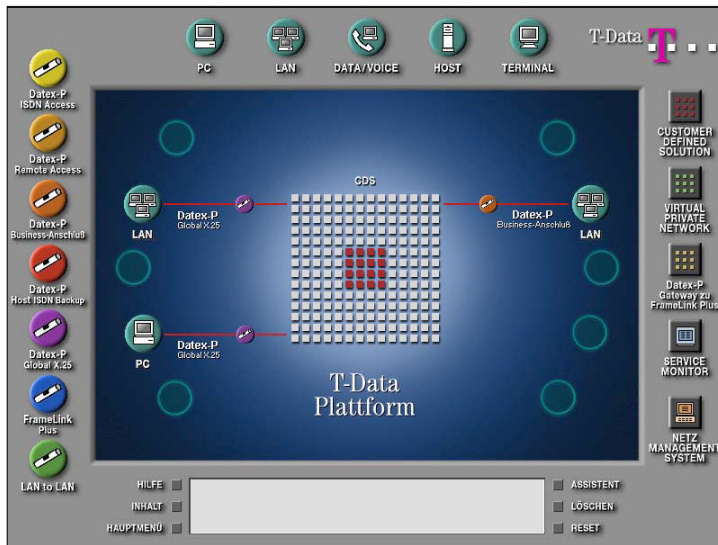 PC
LAN
DATA/VOICE
HOST
TERMINAL
T-Data
T
Datex-P
ISDN Access
Datex-P
Remote Access
Datex-P
Business-Anschluß
Datex-P
Host ISDN Backup
Datex-P
Global X.25
FrameLink
Plus
LAN to LAN
CDS
LAN
Datex-P
Global X.25
Datex-P
Business-Anschluß
LAN
PC
Datex-P
Global X.25
T-Data
Plattform
CUSTOMER
DEFINED
SOLUTION
VIRTUAL
PRIVATE
NETWORK
Datex-P
Gateway zu
FrameLink Plus
SERVICE
MONITOR
NETZ
MANAGEMENT
SYSTEM
HILFE
INHALT
HAUPTMENÜ
ASSISTENT
LÖSCHEN
RESET